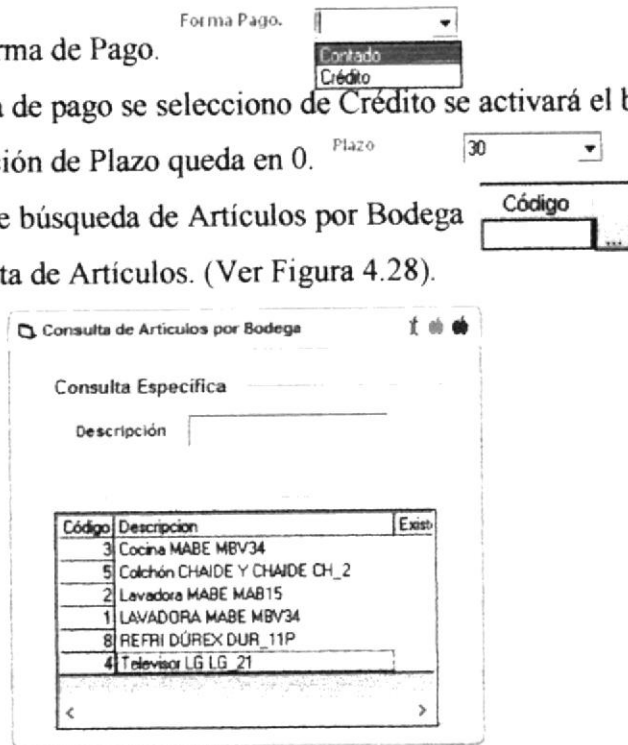 Forma Pago.
rma de Pago.
Contado
Crédito
a de pago se selecciono de Crédito se activará el b
ción de Plazo queda en 0. Plazo 30
e búsqueda de Artículos por Bodega Código
...
ta de Artículos. (Ver Figura 4.28).
Consulta de Articulos por Bodega
Consulta Específica
Descripción
Código Descripcion Existe
3 Cocina MABE MBV34
5 Colchón CHAIDE Y CHAIDE CH_2
2 Lavadora MABE MAB15
1 LAVADORA MABE MBV34
8 REFRI DÚREX DUR_11P
4 Televisor LG LG_21